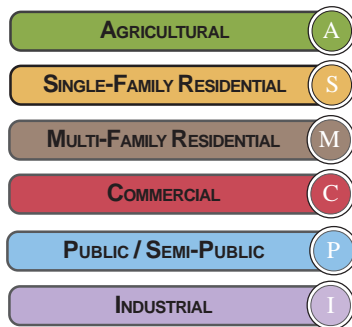 AGRICULTURAL A
SINGLE-FAMILY RESIDENTIAL S
MULTI-FAMILY RESIDENTIAL M
COMMERCIAL C
PUBLIC / SEMI-PUBLIC P
INDUSTRIAL I